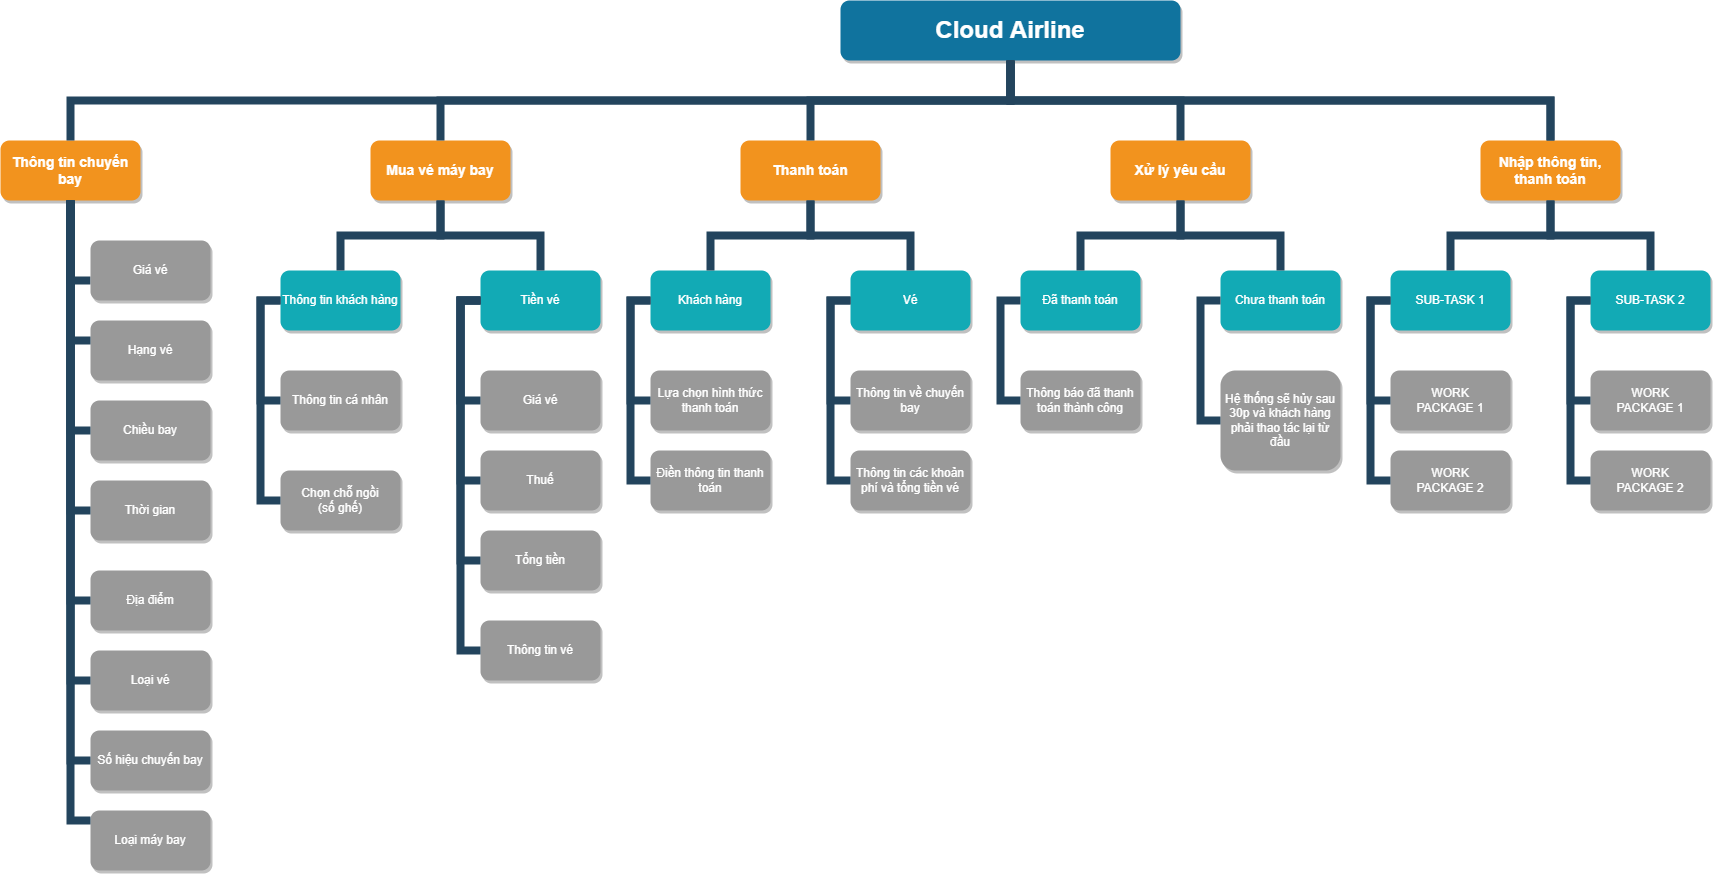 Cloud Airline
Thông tin chuyến
bay
Mua vé máy bay
Thanh toán
Xử lý yêu cầu
Nhập thông tin,
thanh toán
Giá vé
Hạng vé
Chiều bay
Thời gian
Địa điểm
Loại vé
Số hiệu chuyến bay
Loại máy bay
Thông tin khách hàng
Thông tin cá nhân
Chọn chỗ ngồi
(số ghế)
Tiền vé
Giá vé
Thuế
Tổng tiền
Thông tin vé
Khách hàng
Lựa chọn hình thức
thanh toán
Điền thông tin thanh
toán
Vé
Thông tin về chuyến
bay
Thông tin các khoản
phí và tổng tiền vé
Đã thanh toán
Thông báo đã thanh
toán thành công
Chưa thanh toán
Hệ thống sẽ hủy sau
30p và khách hàng
phải thao tác lại từ
đầu
SUB-TASK 1
WORK
PACKAGE 1
WORK
PACKAGE 2
SUB-TASK 2
WORK
PACKAGE 1
WORK
PACKAGE 2